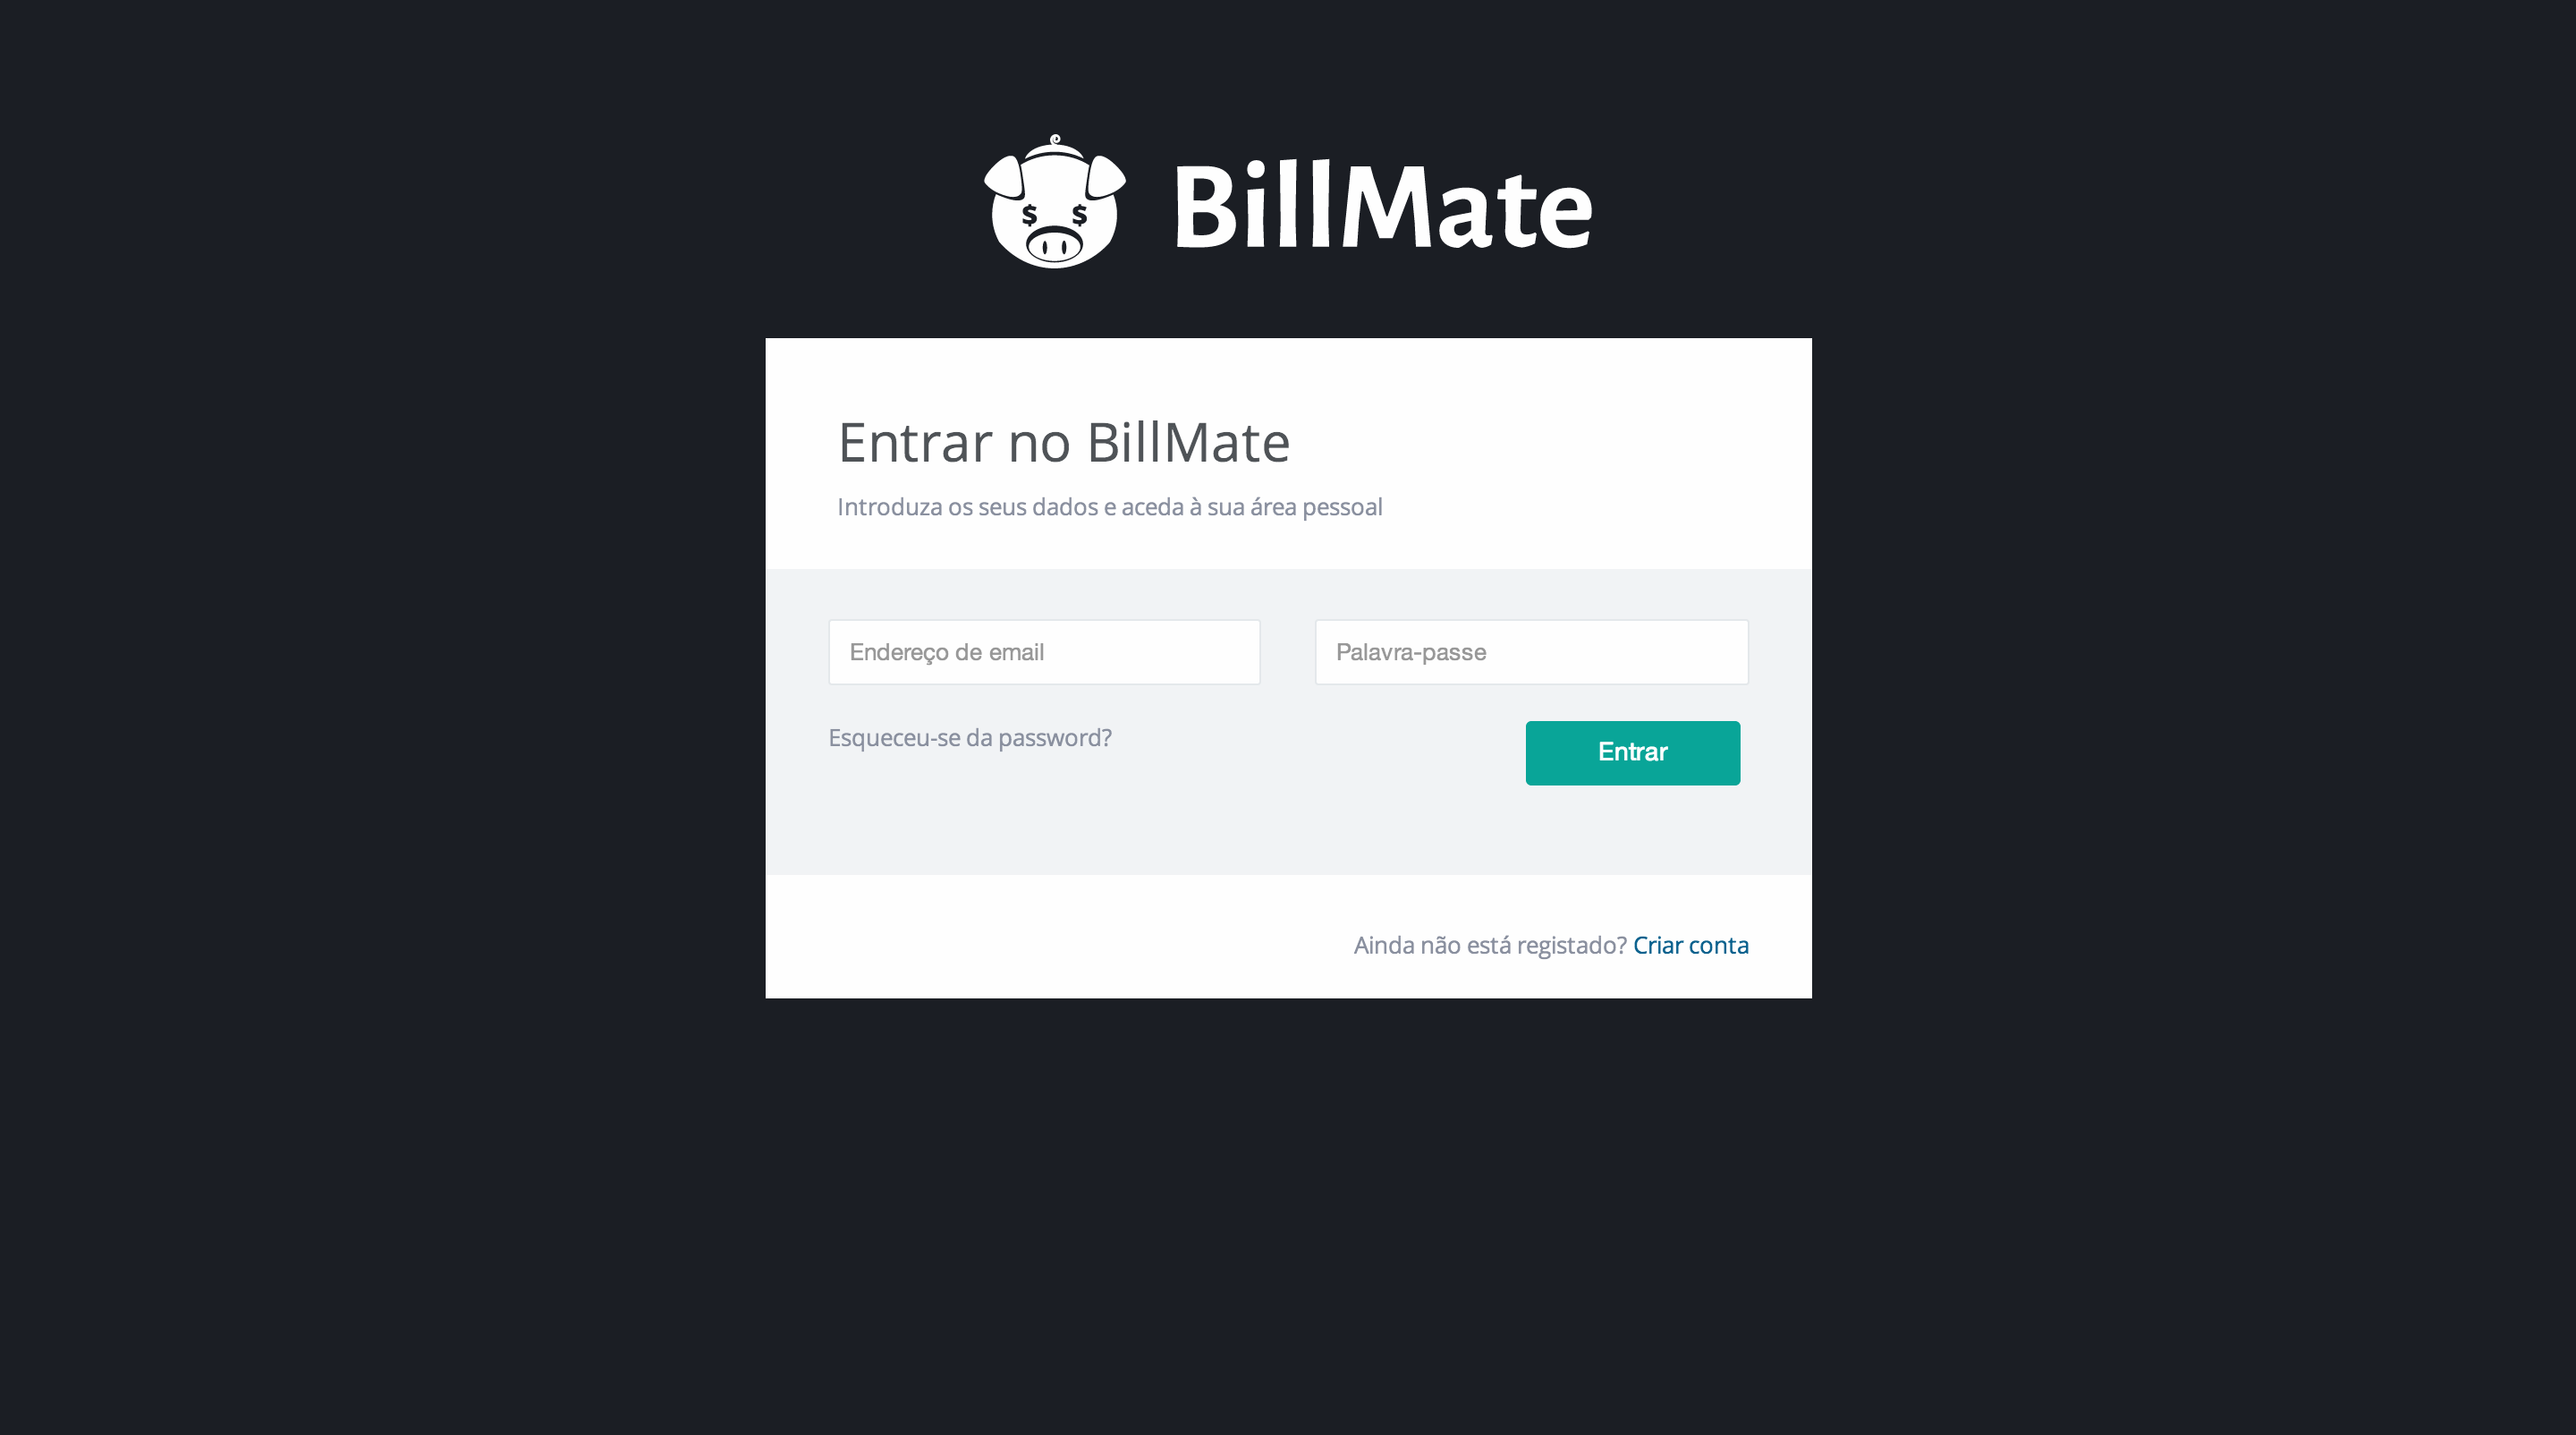 BillMate
Entrar no BillMate
Introduza os seus dados e aceda à sua área pessoal
Endereço de email
Palavra-passe
Esqueceu-se da password?
Entrar
Ainda não está registado? Criar conta